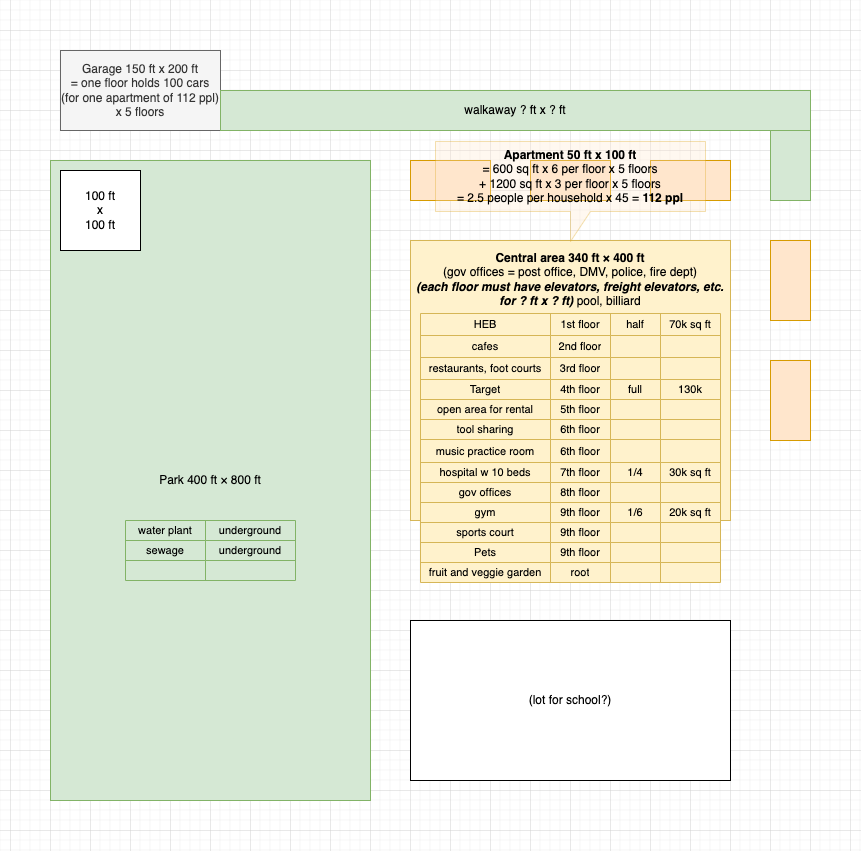 Garage 150 ft x 200 ft
= one floor holds 100 cars
(for one apartment of 112 ppl)
x 5 floors
walkaway ? ft x ? ft
Apartment 50 ft x 100 ft
= 600 sq ft x 6 per floor x 5 floors
+ 1200 sq ft x 3 per floor x 5 floors
= 2.5 people per household x 45 = 112 ppl
100 ft
x
100 ft
Central area 340 ft × 400 ft
(gov offices = post office, DMV, police, fire dept)
(each floor must have elevators, freight elevators, etc.
for ? ft x ? ft) pool, billiard
HEB 1st floor half 70k sq ft
cafes 2nd floor
restaurants, foot courts 3rd floor
Target 4th floor full 130k
open area for rental 5th floor
tool sharing 6th floor
music practice room 6th floor
hospital w 10 beds 7th floor 1/4 30k sq ft
gov offices 8th floor
gym 9th floor 1/6 20k sq ft
sports court 9th floor
Pets 9th floor
fruit and veggie garden root
Park 400 ft × 800 ft
water plant underground
sewage underground
(lot for school?)